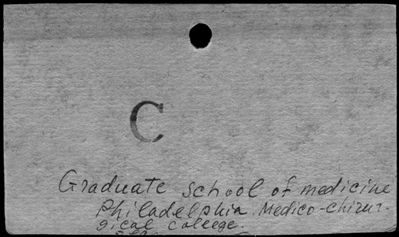 C
Graduate School of medicine
Philadelphia Medico-chirur-
gical college.